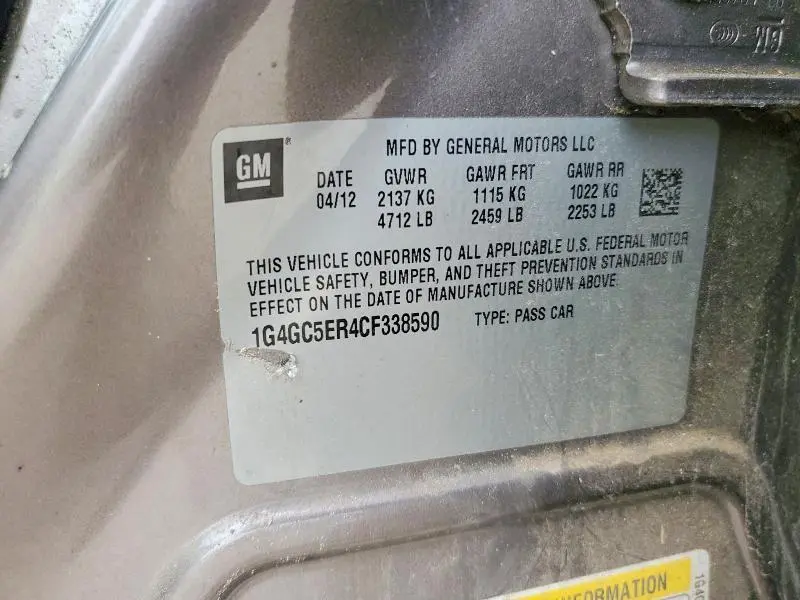 MFD BY GENERAL MOTORS LLC
GM ®
DATE GVWR GAWR FRT GAWR RR
04/12 2137 KG 1115 KG 1022 KG
4712 LB 2459 LB 2253 LB
THIS VEHICLE CONFORMS TO ALL APPLICABLE U.S. FEDERAL MOTOR
VEHICLE SAFETY, BUMPER, AND THEFT PREVENTION STANDARDS IN
EFFECT ON THE DATE OF MANUFACTURE SHOWN ABOVE.
1G4GC5ER4CF338590 TYPE: PASS CAR
INFORMATION